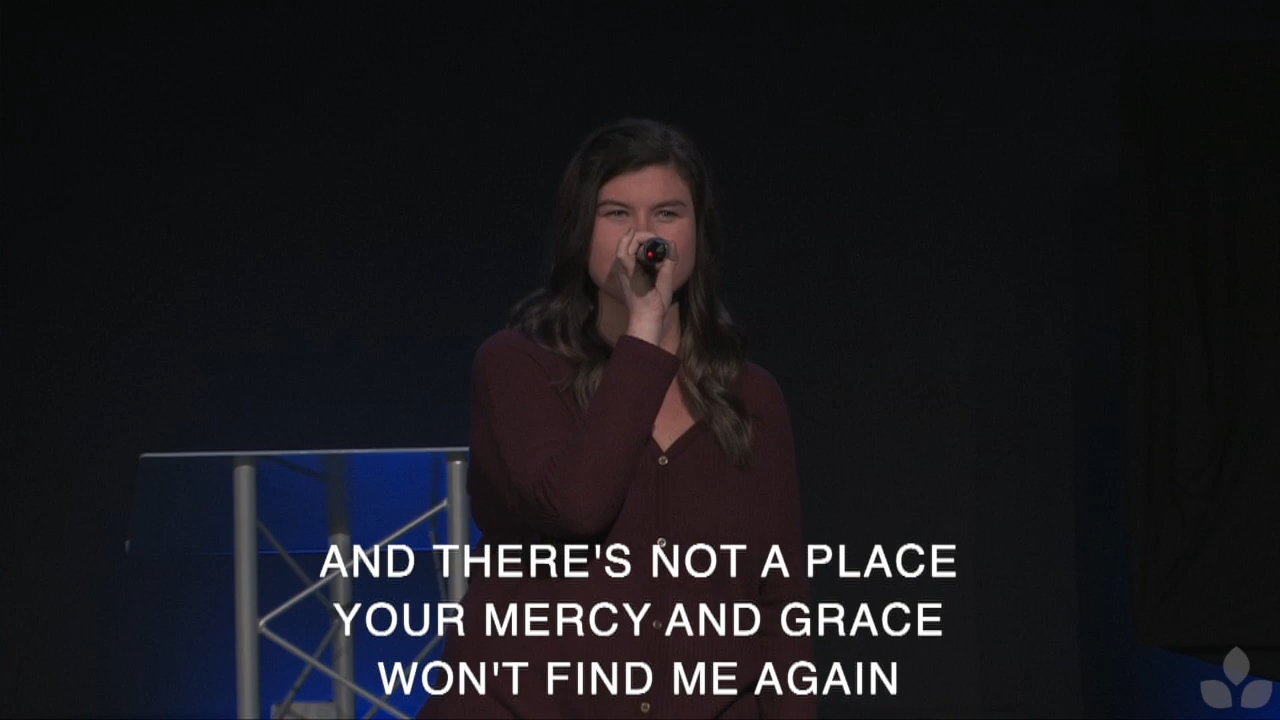 AND THERE'S NOT A PLACE
YOUR MERCY AND GRACE
WON'T FIND ME AGAIN